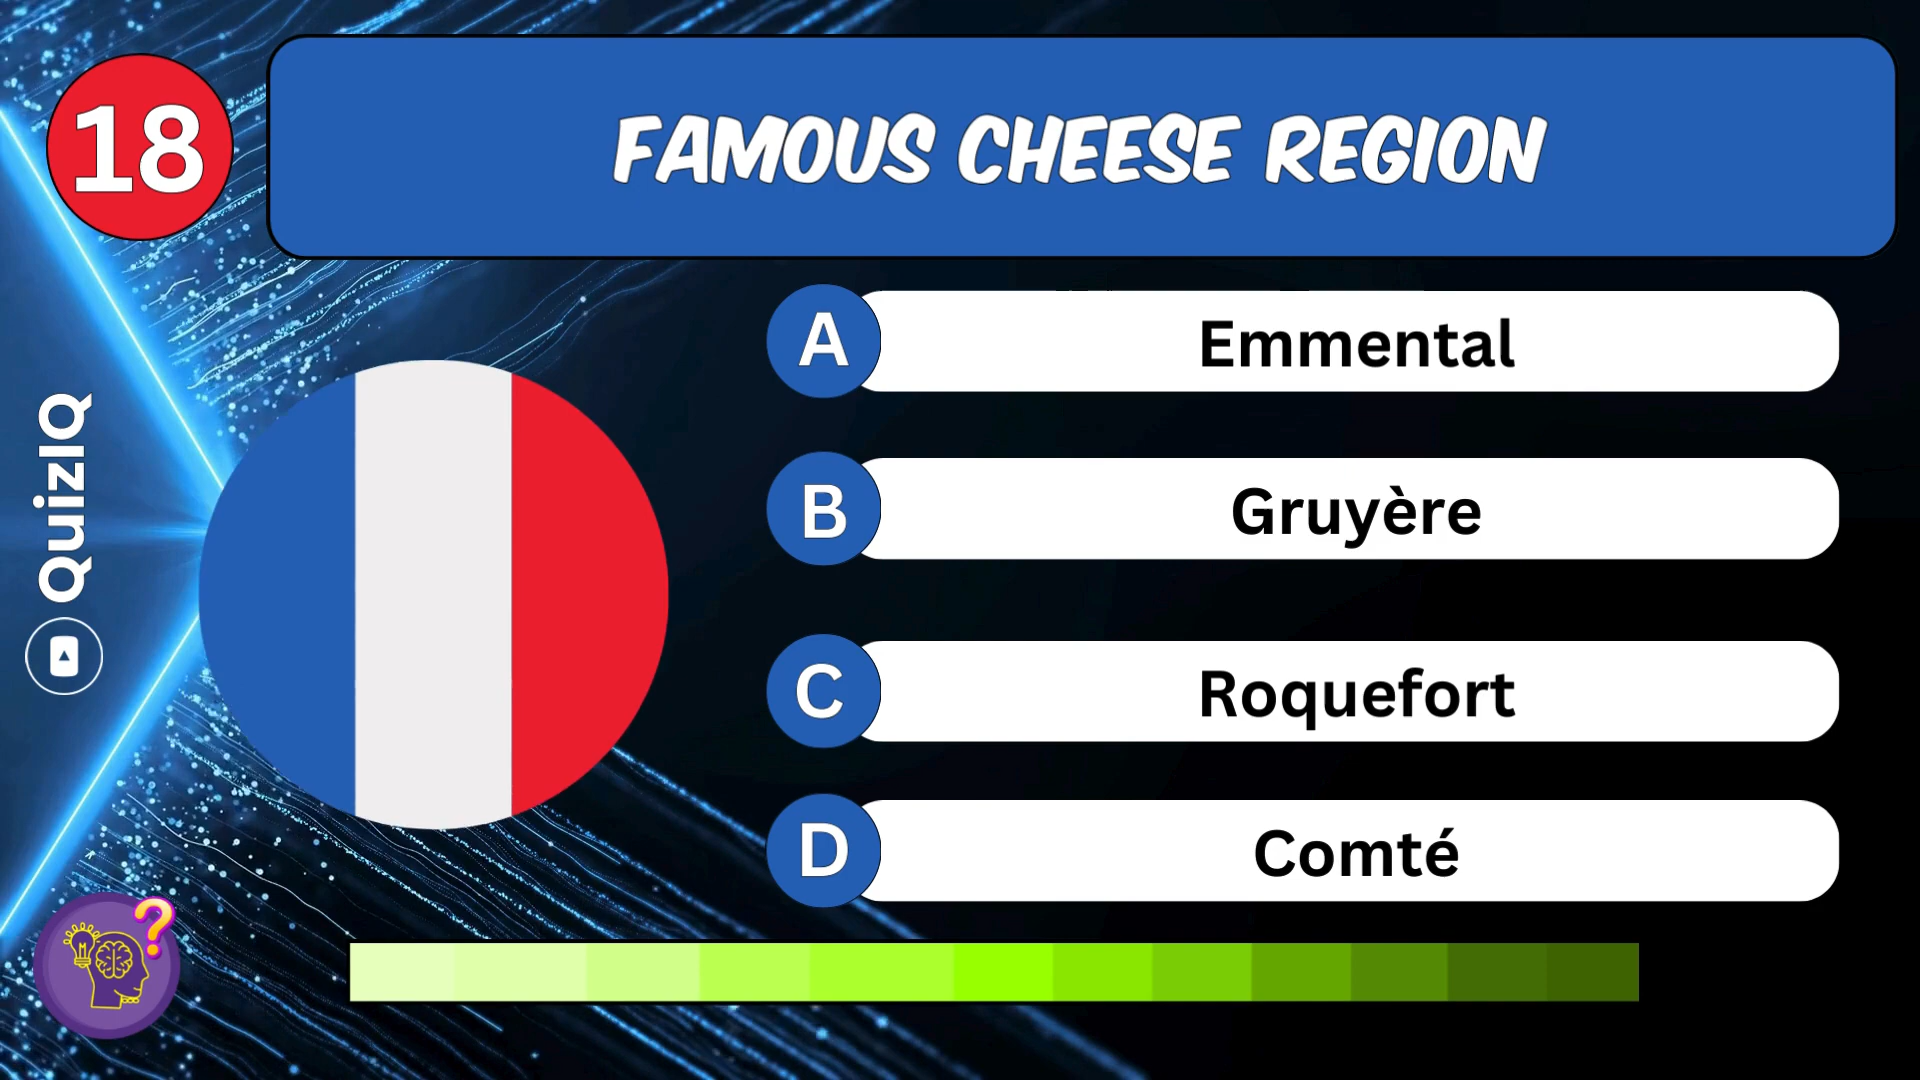 18
FAMOUS CHEESE REGION
A
Emmental
B
Gruyère
C
Roquefort
D
Comté
QuizIQ
?